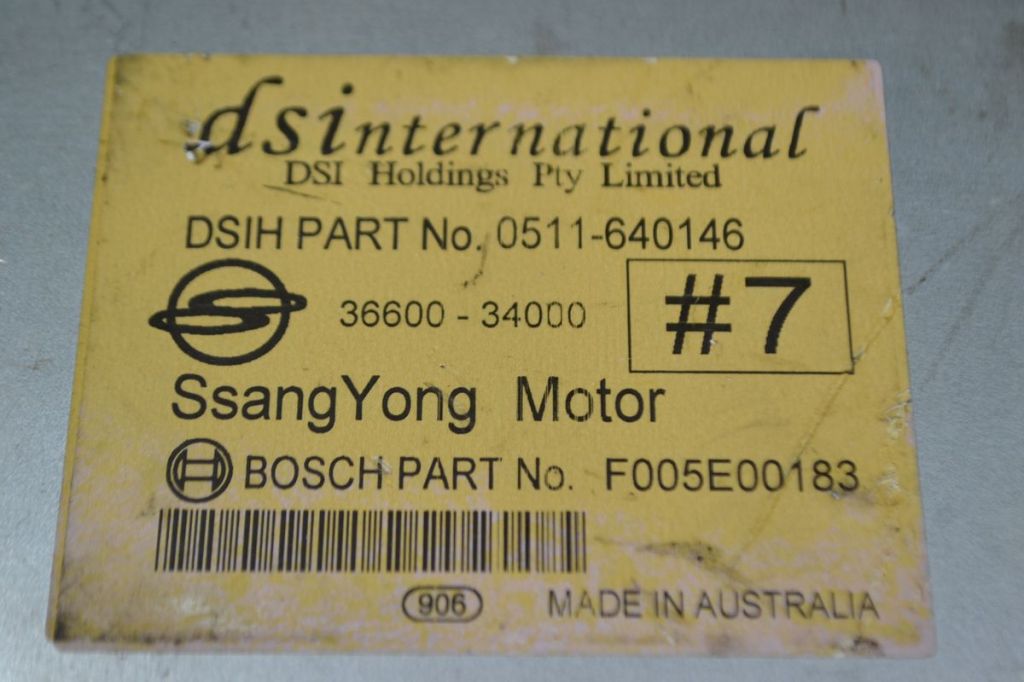 dsinternational
DSI Holdings Pty Limited
DSIH PART No. 0511-640146
36600 - 34000
#7
SsangYong Motor
BOSCH PART No. F005E00183
906
MADE IN AUSTRALIA